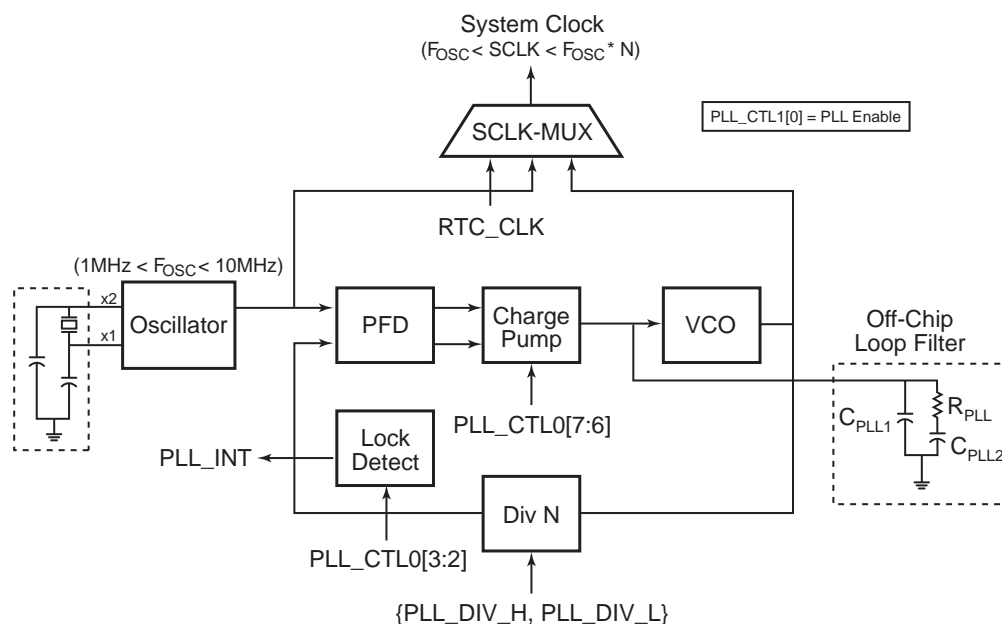 System Clock
(FOSC < SCLK < FOSC * N)
PLL_CTL1[0] = PLL Enable
SCLK-MUX
RTC_CLK
(1MHz < FOSC < 10MHz)
x2
x1
Oscillator
PFD
Charge
Pump
VCO
Off-Chip
Loop Filter
CPLL1
RPLL
CPLL2
PLL_CTL0[7:6]
PLL_INT
Lock
Detect
Div N
PLL_CTL0[3:2]
{PLL_DIV_H, PLL_DIV_L}